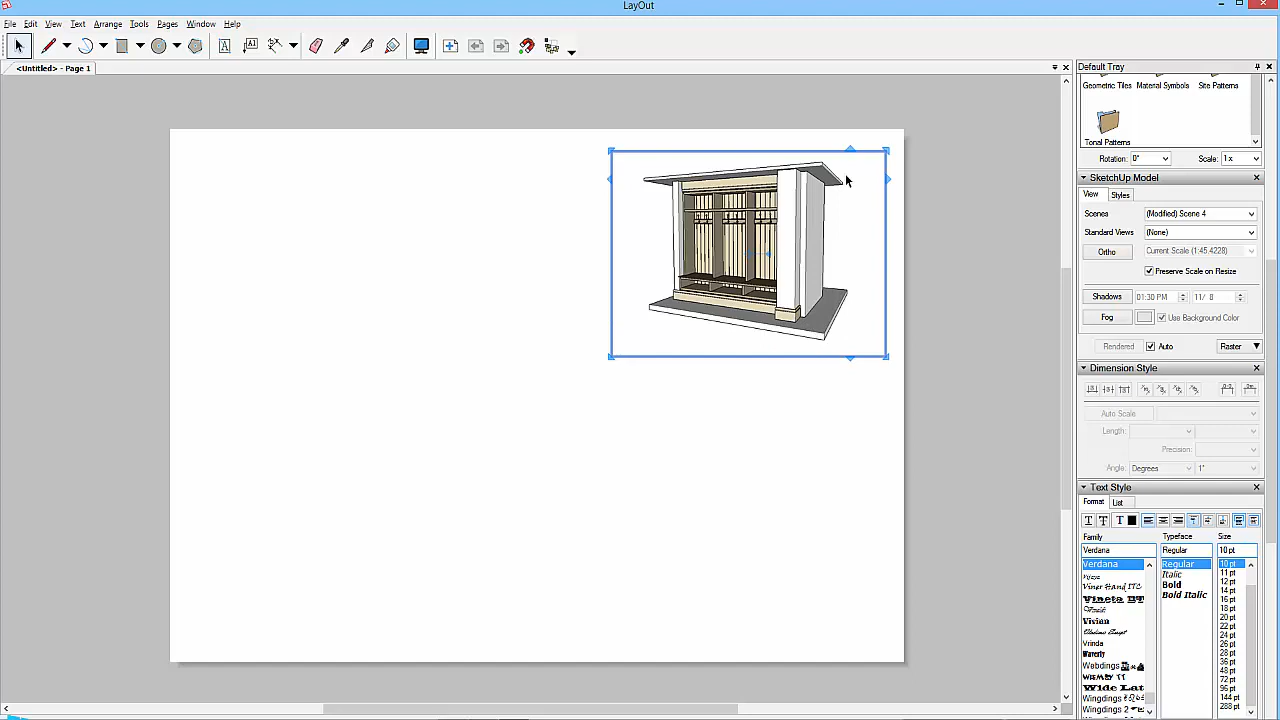 LayOut
File Edit View Text Arrange Tools Pages Window Help
<Untitled> - Page 1
Default Tray
Geometric Tiles Material Symbols Site Patterns
Tonal Patterns
Rotation: 0° Scale: 1 x
SketchUp Model
View Styles
Scenes (Modified) Scene 4
Standard Views (None)
Ortho Current Scale (1:45.4228)
Preserve Scale on Resize
Shadows 01:30 PM 11/ 8
Fog Use Background Color
Rendered Auto Raster
Dimension Style
Auto Scale
Length:
Precision:
Angle: Degrees 1°
Text Style
Format List
Family Typeface Size
Verdana Regular 10 pt
Verdana Regular 10 pt
Italic 11 pt
Viner Hand ITC Bold 12 pt
Bold Italic 14 pt
16 pt
18 pt
Vivian 20 pt
Vladimir Script 22 pt
Vrinda 24 pt
Waverly 26 pt
28 pt
Webdings 36 pt
48 pt
72 pt
Wide Lat 96 pt
Wingdings 144 pt
Wingdings 2 288 pt